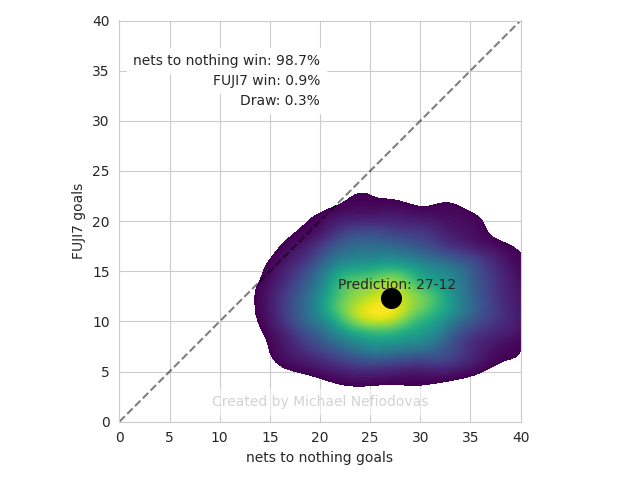 40
35
30
25
20
15
10
5
0
FUJI7 goals
nets to nothing win: 98.7%
FUJI7 win: 0.9%
Draw: 0.3%
Prediction: 27-12
Created by Michael Nefiodovas
0 5 10 15 20 25 30 35 40
nets to nothing goals